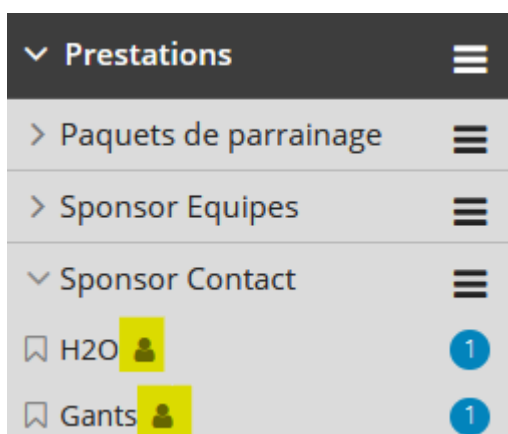 Prestations
Paquets de parrainage
Sponsor Equipes
Sponsor Contact
H2O 1
Gants 1